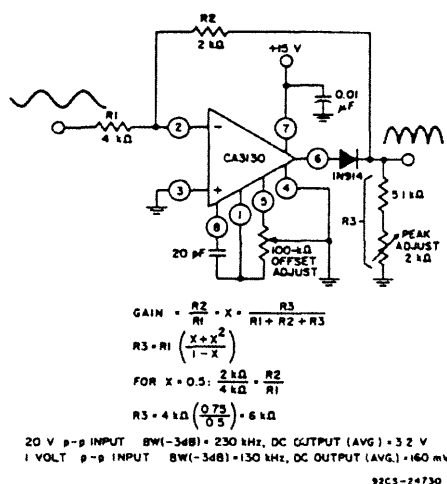 R2
2 kΩ
+15 V
0.01
µF
R1
4 kΩ
2
−
7
CA3130
6
1N914
3
+
4
8
1
5
5.1 kΩ
R3
PEAK
ADJUST
2 kΩ
20 pF
100-kΩ
OFFSET
ADJUST
GAIN = R2/R1 = X = R3/(R1 + R2 + R3)
R3 = R1 (X + X²/1 − X)
FOR X = 0.5: 2 kΩ/4 kΩ = R2/R1
R3 = 4 kΩ (0.75/0.5) = 6 kΩ
20 V p-p INPUT BW(-3dB) = 230 kHz, DC OUTPUT (AVG.) = 3.2 V
1 VOLT p-p INPUT BW(-3dB) = 130 kHz, DC OUTPUT (AVG.) = 160 mV
92CS-24730